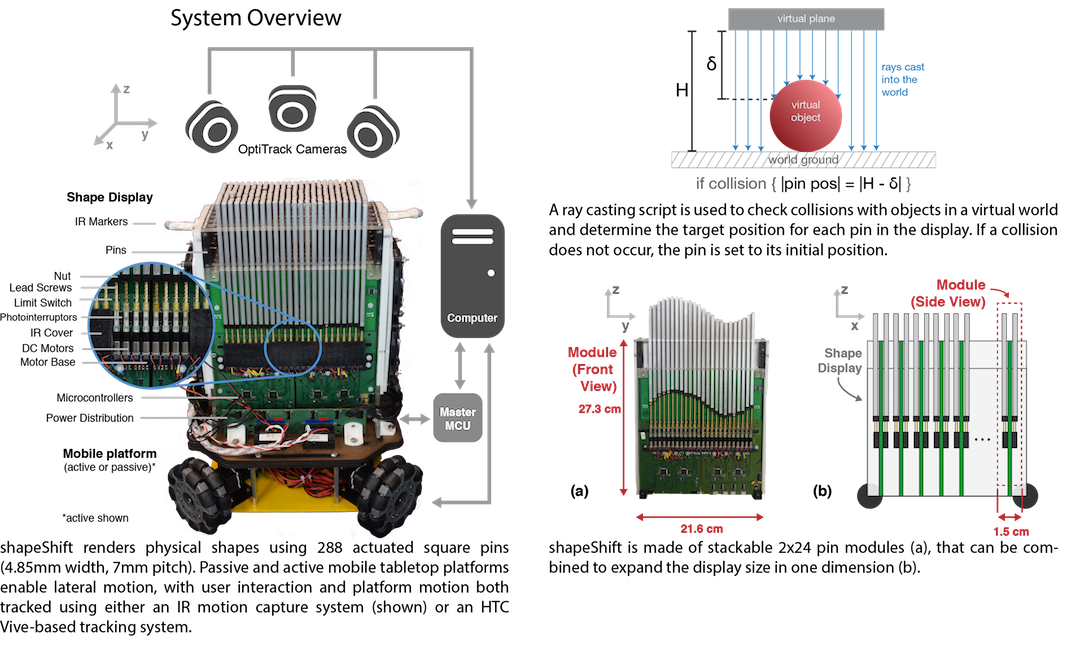 System Overview
z
y
x
OptiTrack Cameras
Shape Display
IR Markers
Pins
Nut
Lead Screws
Limit Switch
Photointerruptors
IR Cover
DC Motors
Motor Base
Microcontrollers
Power Distribution
Mobile platform
(active or passive)*
*active shown
Computer
Master
MCU
shapeShift renders physical shapes using 288 actuated square pins
(4.85mm width, 7mm pitch). Passive and active mobile tabletop platforms
enable lateral motion, with user interaction and platform motion both
tracked using either an IR motion capture system (shown) or an HTC
Vive-based tracking system.
virtual plane
H
δ
rays cast
into the
world
virtual
object
world ground
if collision { |pin pos| = |H - δ| }
A ray casting script is used to check collisions with objects in a virtual world
and determine the target position for each pin in the display. If a collision
does not occur, the pin is set to its initial position.
z
y
Module
(Front
View)
27.3 cm
(a)
21.6 cm
z
x
Module
(Side View)
Shape
Display
...
(b)
1.5 cm
shapeShift is made of stackable 2x24 pin modules (a), that can be com-
bined to expand the display size in one dimension (b).